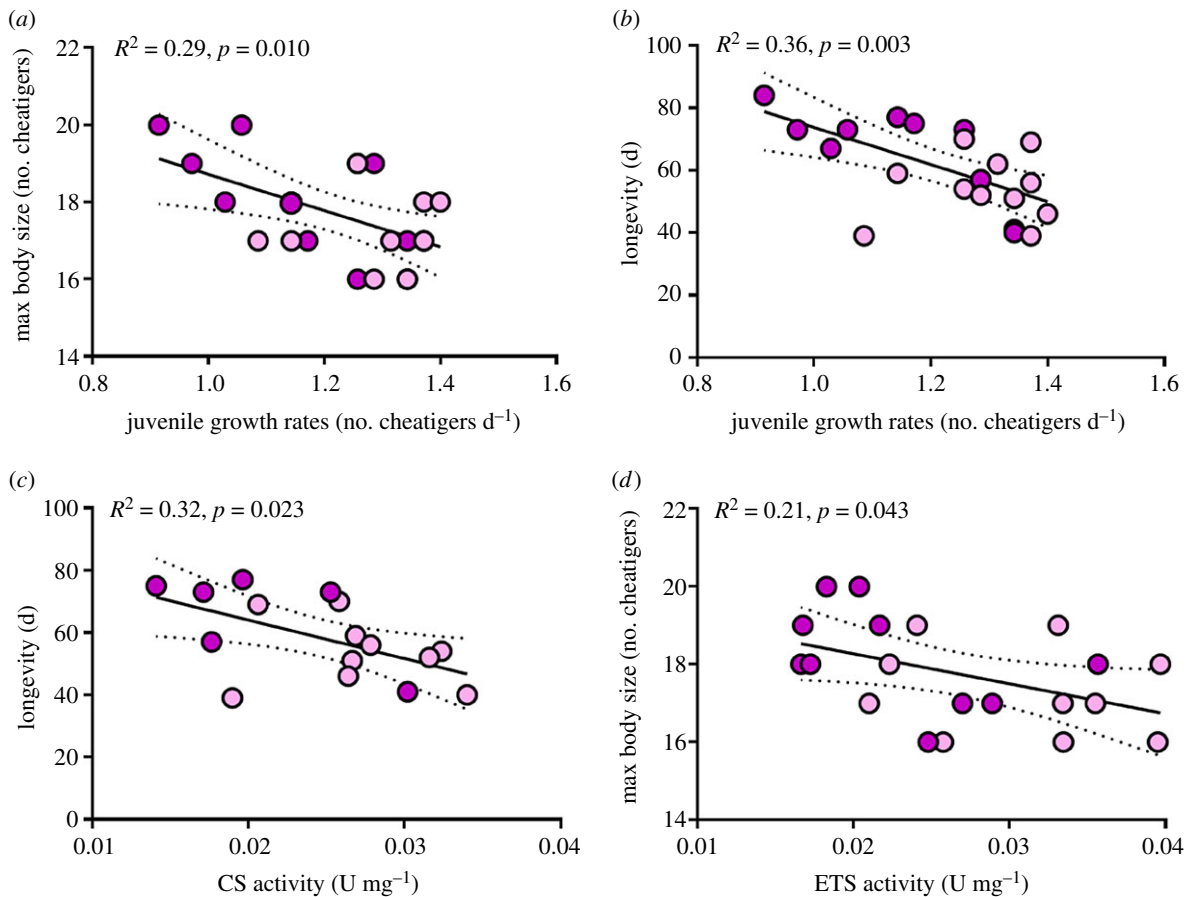 (a)
R² = 0.29, p = 0.010
max body size (no. cheatigers)
22
20
18
16
14
0.8 1.0 1.2 1.4 1.6
juvenile growth rates (no. cheatigers d⁻¹)
(b)
R² = 0.36, p = 0.003
longevity (d)
100
80
60
40
20
0
0.8 1.0 1.2 1.4 1.6
juvenile growth rates (no. cheatigers d⁻¹)
(c)
R² = 0.32, p = 0.023
longevity (d)
100
80
60
40
20
0
0.01 0.02 0.03 0.04
CS activity (U mg⁻¹)
(d)
R² = 0.21, p = 0.043
max body size (no. cheatigers)
22
20
18
16
14
0.01 0.02 0.03 0.04
ETS activity (U mg⁻¹)